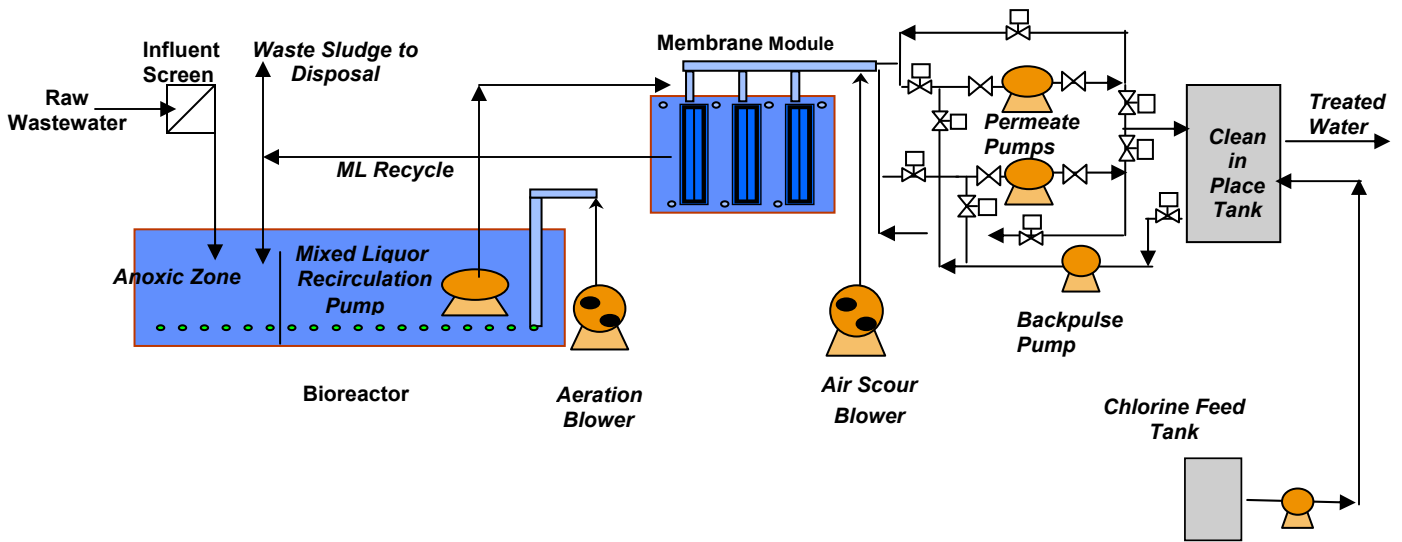 Influent
Screen
Waste Sludge to
Disposal
Membrane Module
Raw
Wastewater
Permeate
Pumps
Clean
in
Place
Tank
Treated
Water
ML Recycle
Anoxic Zone
Mixed Liquor
Recirculation
Pump
Backpulse
Pump
Bioreactor
Aeration
Blower
Air Scour
Blower
Chlorine Feed
Tank